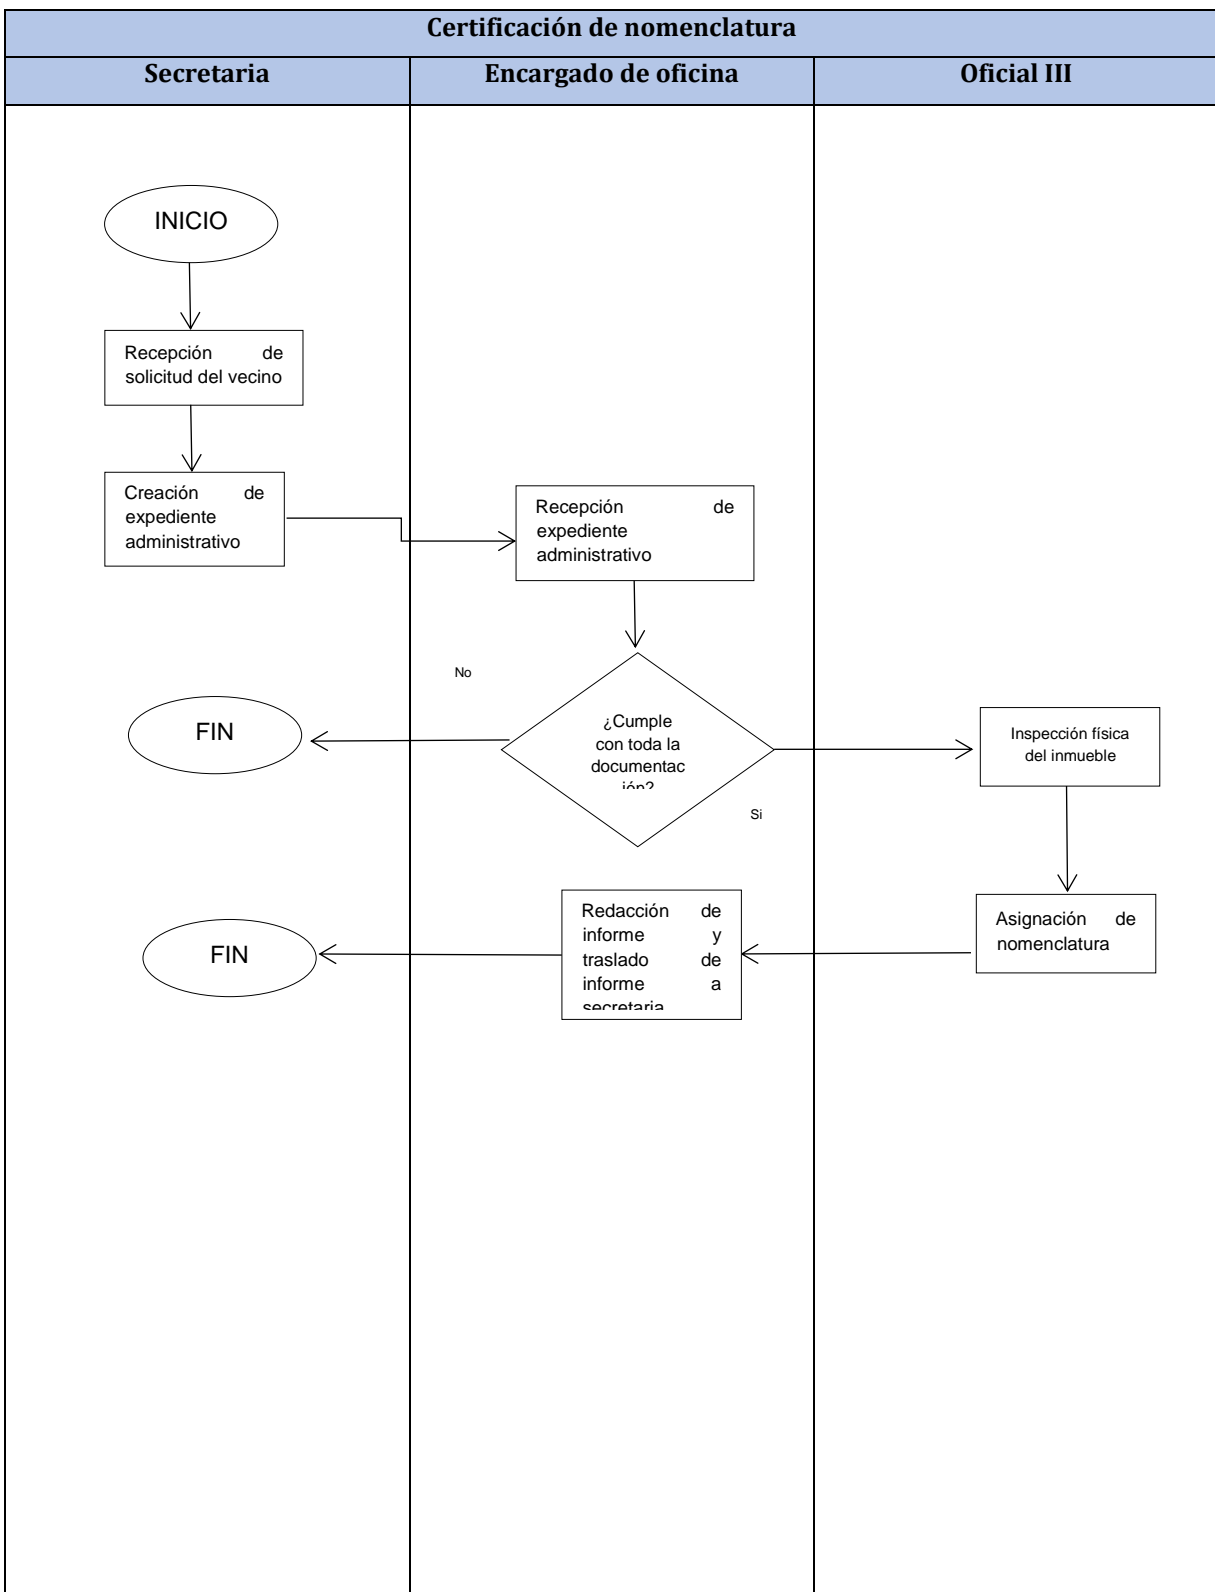 Certificación de nomenclatura
Secretaria
Encargado de oficina
Oficial III
INICIO
Recepción de
solicitud del vecino
Creación de
expediente
administrativo
Recepción de
expediente
administrativo
No
¿Cumple
con toda la
documentac
ión?
Si
FIN
Inspección física
del inmueble
Asignación de
nomenclatura
Redacción de
informe y
traslado de
informe a
secretaria
FIN